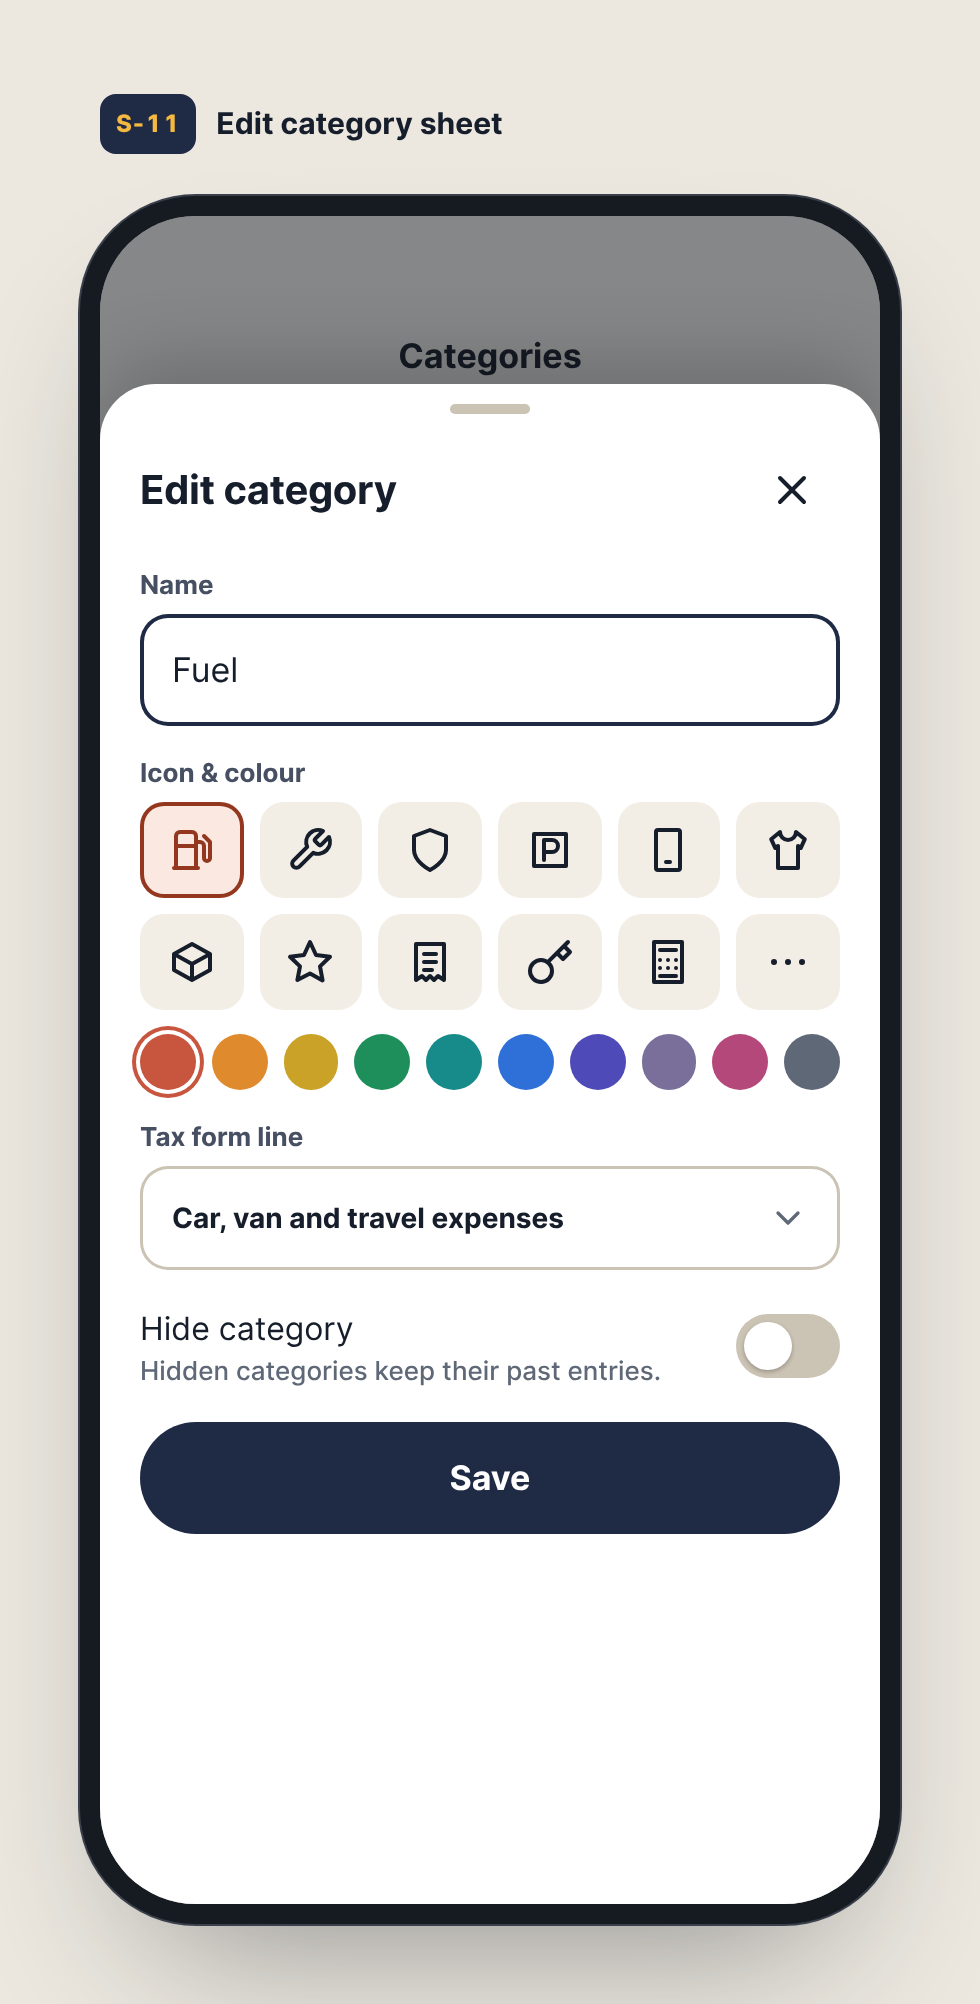 S-11 Edit category sheet
Categories
Edit category
Name
Fuel
Icon & colour
P
Tax form line
Car, van and travel expenses
Hide category
Hidden categories keep their past entries.
Save